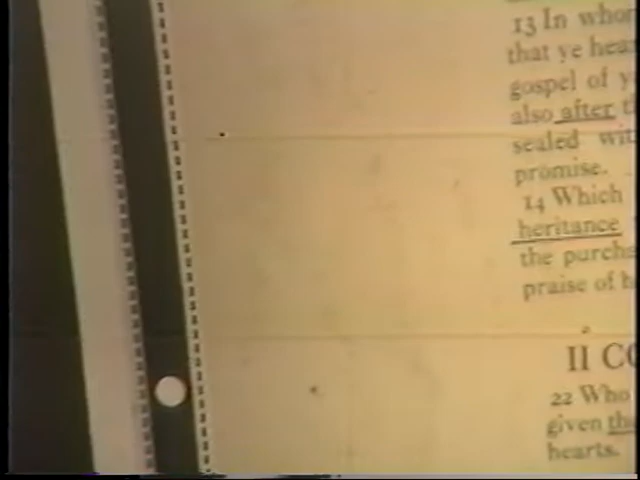 13 In whom
that ye hea
gospel of y
also after t
sealed wit
promise.
14 Which
heritance
the purcha
praise of h
II CO
22 Who
given the
hearts.